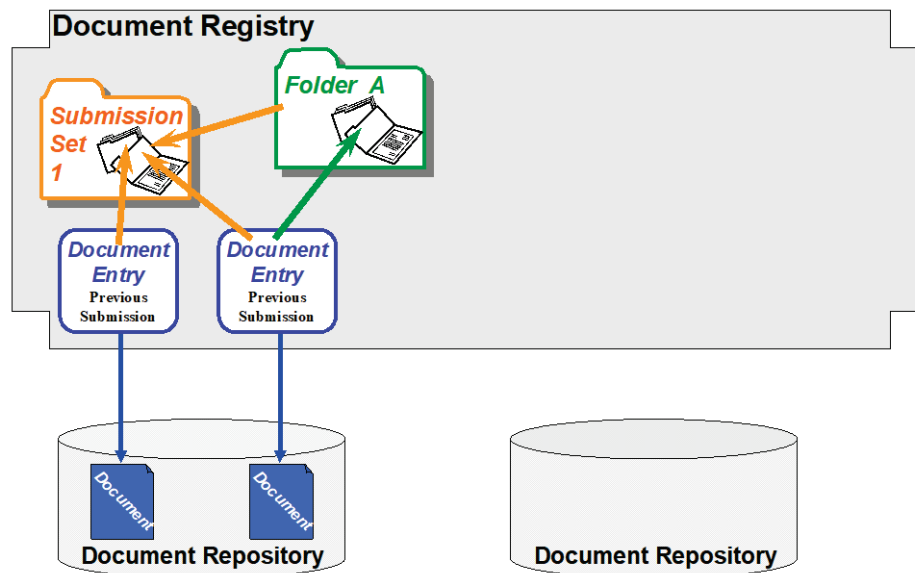 Document Registry
Submission
Set
1
Folder A
Document
Entry
Previous
Submission
Document
Entry
Previous
Submission
Document
Document
Document Repository
Document Repository